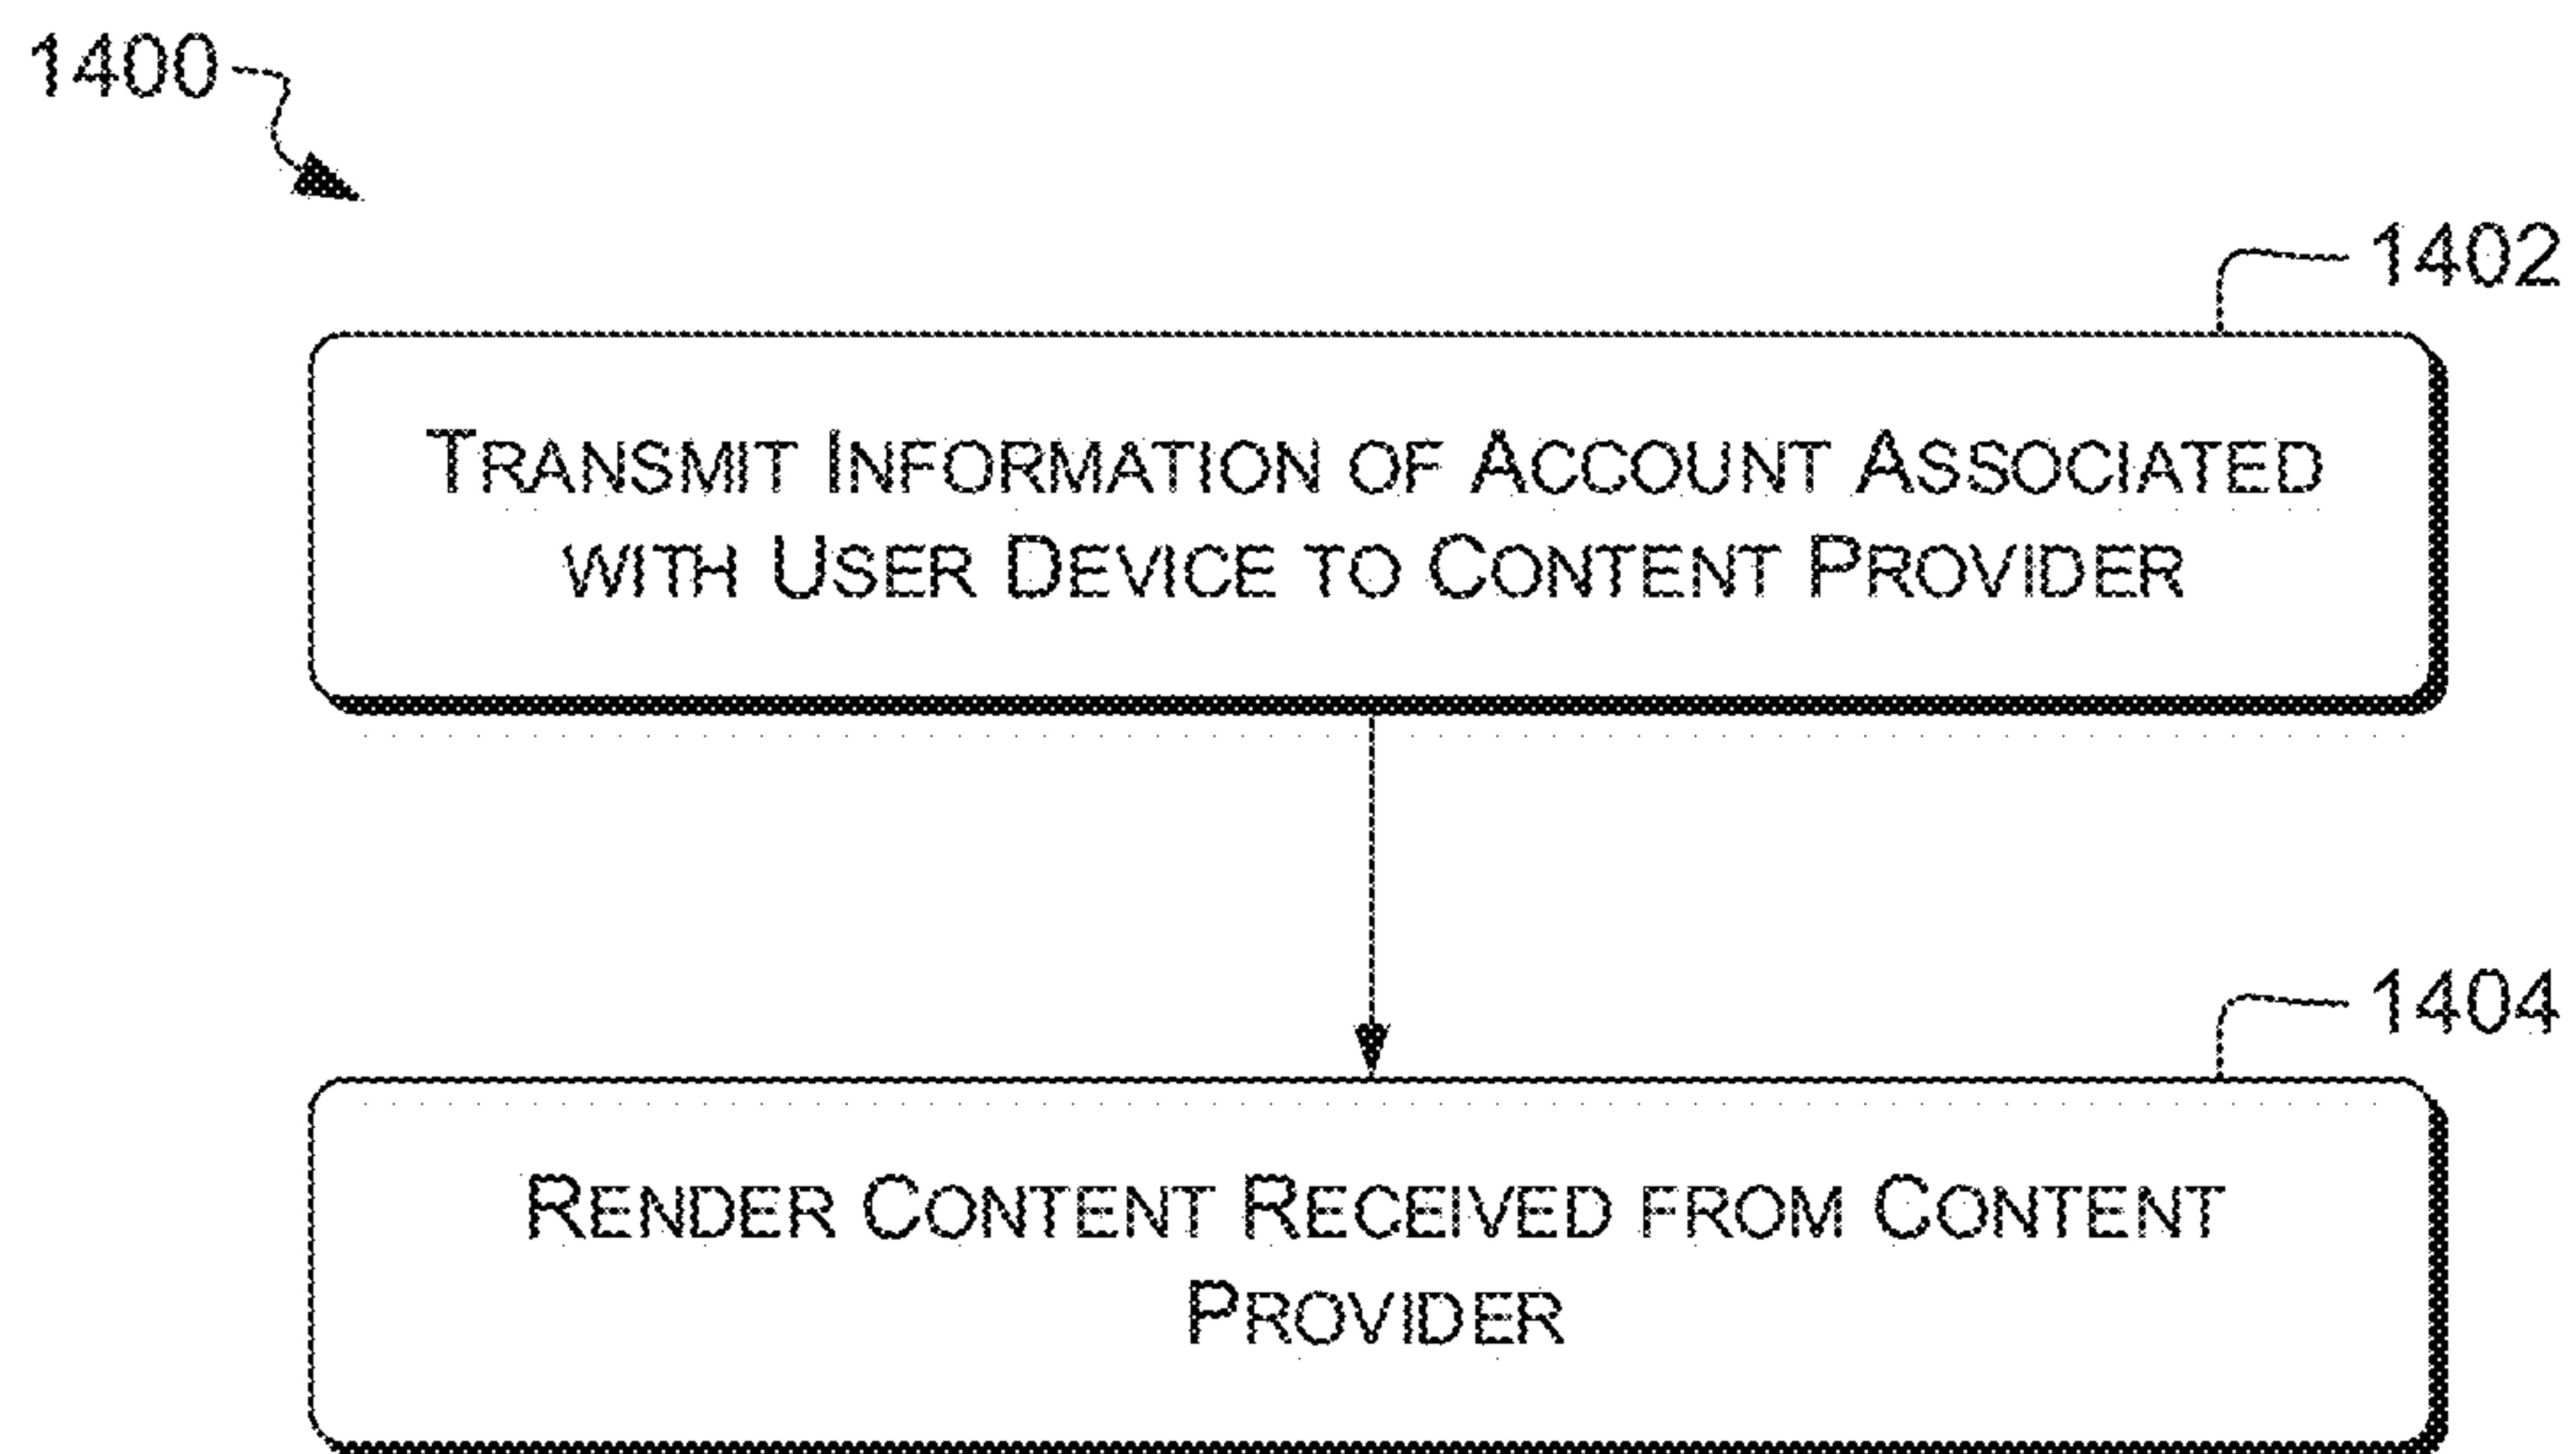 1400
1402
TRANSMIT INFORMATION OF ACCOUNT ASSOCIATED
WITH USER DEVICE TO CONTENT PROVIDER
1404
RENDER CONTENT RECEIVED FROM CONTENT
PROVIDER